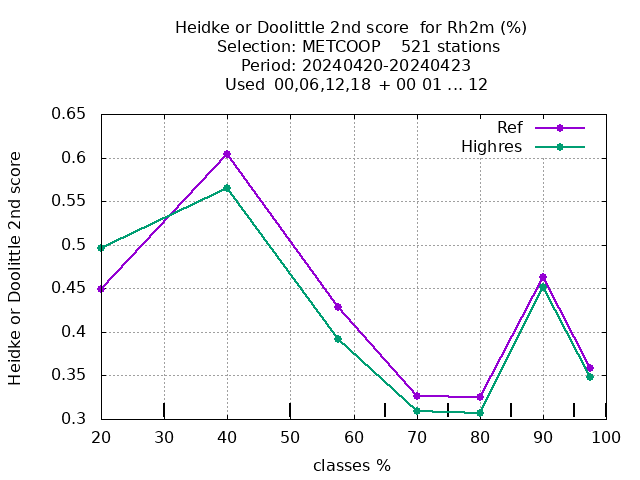 Heidke or Doolittle 2nd score  for Rh2m (%)
Selection: METCOOP    521 stations
Period: 20240420-20240423
Used  00,06,12,18 + 00 01 ... 12
Heidke or Doolittle 2nd score
0.65
0.6
0.55
0.5
0.45
0.4
0.35
0.3
Ref
Highres
20 30 40 50 60 70 80 90 100
classes %